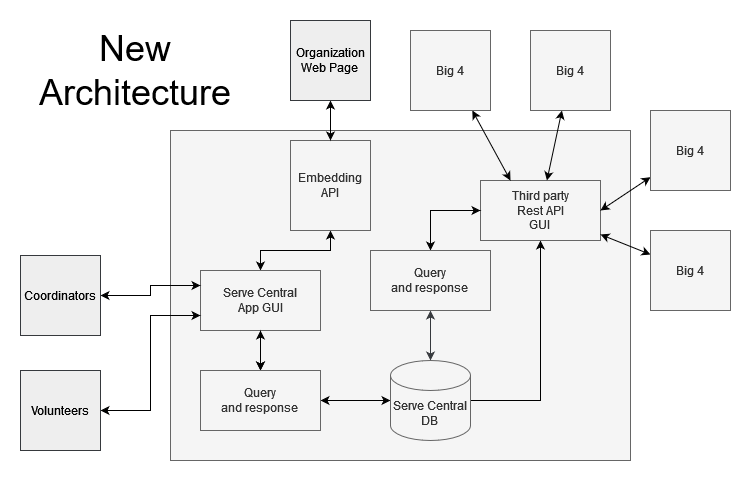 New
Architecture
Organization
Web Page
Big 4
Big 4
Big 4
Embedding
API
Third party
Rest API
GUI
Big 4
Coordinators
Serve Central
App GUI
Query
and response
Volunteers
Query
and response
Serve Central
DB